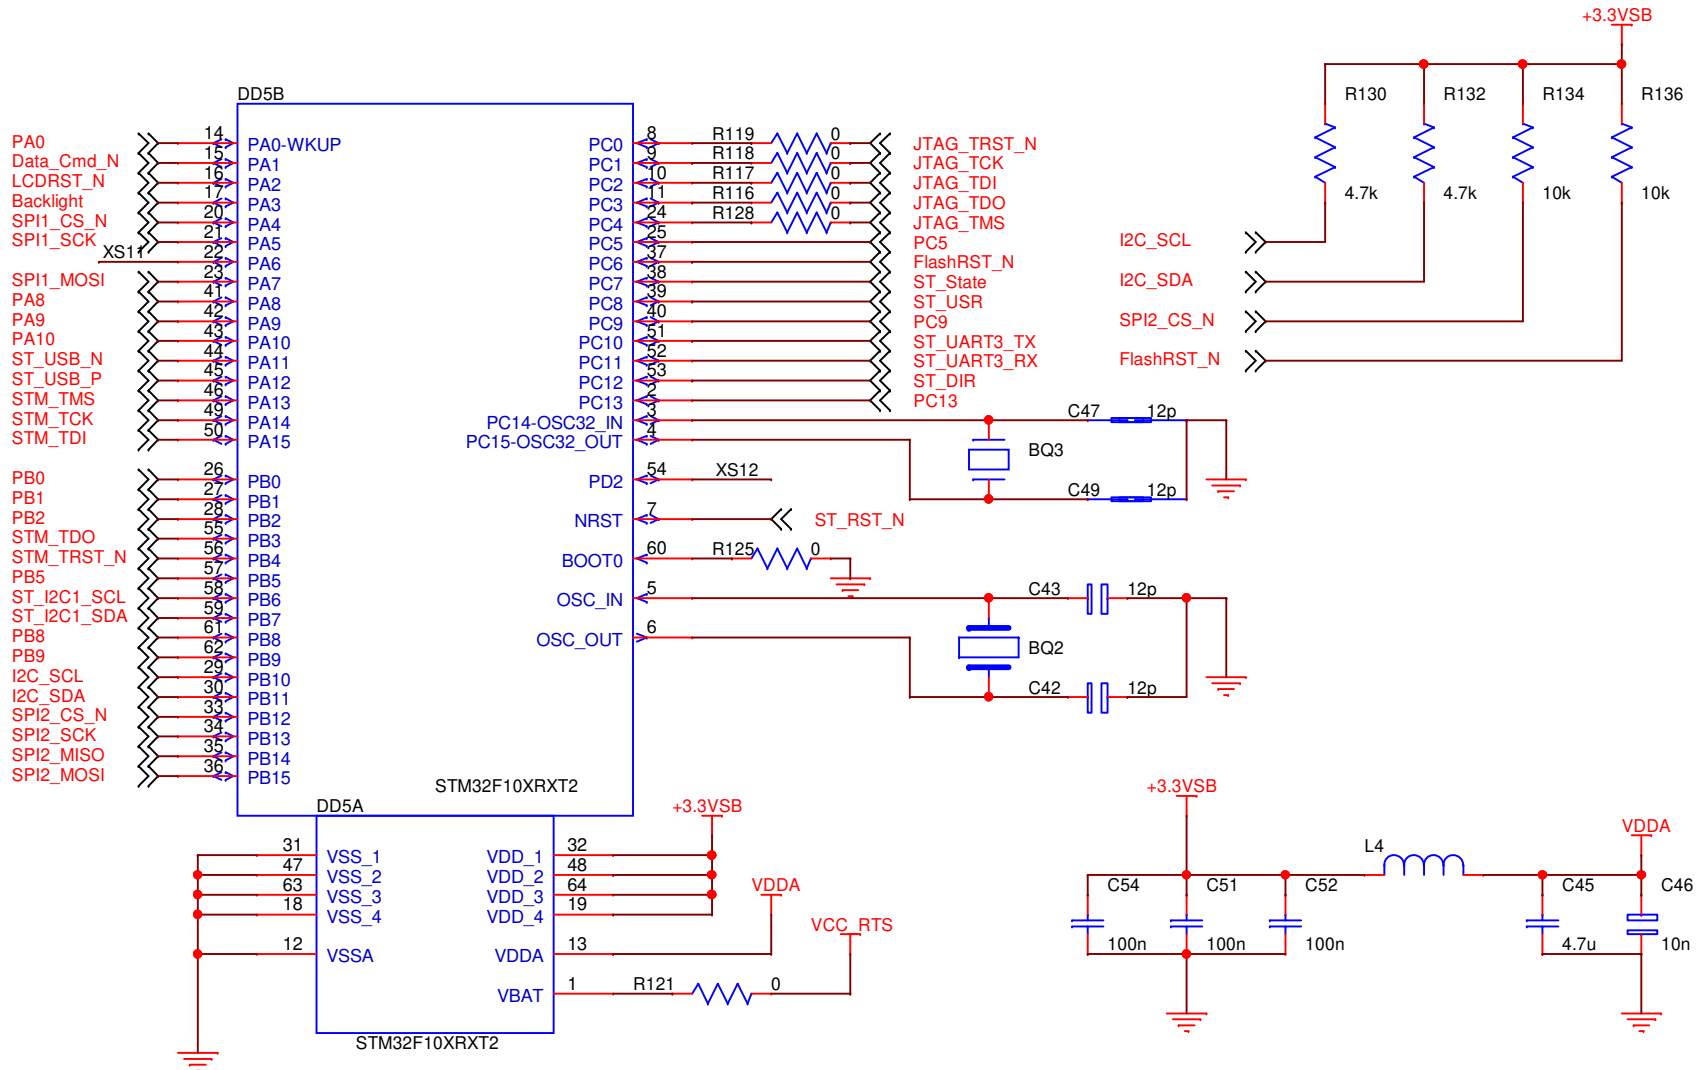 +3.3VSB
R130 R132 R134 R136
4.7k 4.7k 10k 10k
I2C_SCL
I2C_SDA
SPI2_CS_N
FlashRST_N
DD5B
PA0 14 PA0-WKUP
Data_Cmd_N 15 PA1
LCDRST_N 16 PA2
Backlight 17 PA3
SPI1_CS_N 20 PA4
SPI1_SCK 21 PA5
XS11 22 PA6
SPI1_MOSI 23 PA7
PA8 41 PA8
PA9 42 PA9
PA10 43 PA10
ST_USB_N 44 PA11
ST_USB_P 45 PA12
STM_TMS 46 PA13
STM_TCK 49 PA14
STM_TDI 50 PA15
PB0 26 PB0
PB1 27 PB1
PB2 28 PB2
STM_TDO 55 PB3
STM_TRST_N 56 PB4
PB5 57 PB5
ST_I2C1_SCL 58 PB6
ST_I2C1_SDA 59 PB7
PB8 61 PB8
PB9 62 PB9
I2C_SCL 29 PB10
I2C_SDA 30 PB11
SPI2_CS_N 33 PB12
SPI2_SCK 34 PB13
SPI2_MISO 35 PB14
SPI2_MOSI 36 PB15
PC0 8 R119 0 JTAG_TRST_N
PC1 9 R118 0 JTAG_TCK
PC2 10 R117 0 JTAG_TDI
PC3 11 R116 0 JTAG_TDO
PC4 24 R128 0 JTAG_TMS
PC5 25 PC5
PC6 37 FlashRST_N
PC7 38 ST_State
PC8 39 ST_USR
PC9 40 PC9
PC10 51 ST_UART3_TX
PC11 52 ST_UART3_RX
PC12 53 ST_DIR
PC13 2 PC13
PC14-OSC32_IN 3 C47 12p
PC15-OSC32_OUT 4
BQ3
C49 12p
PD2 54 XS12
NRST 7 ST_RST_N
BOOT0 60 R125 0
OSC_IN 5 C43 12p
OSC_OUT 6
BQ2
C42 12p
STM32F10XRXT2
DD5A
31 VSS_1 VDD_1 32
47 VSS_2 VDD_2 48
63 VSS_3 VDD_3 64
18 VSS_4 VDD_4 19
12 VSSA VDDA 13
VBAT 1 R121 0
STM32F10XRXT2
+3.3VSB
VDDA
VCC_RTS
+3.3VSB
VDDA
L4
C54 C51 C52 C45 C46
100n 100n 100n 4.7u 10n